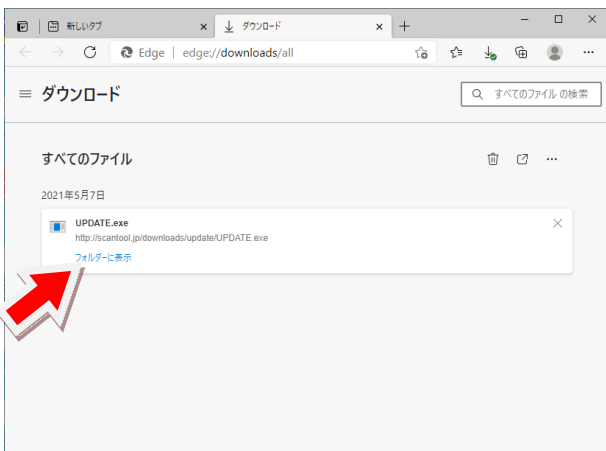 新しいタブ
ダウンロード
Edge | edge://downloads/all
ダウンロード
すべてのファイル の検索
すべてのファイル
2021年5月7日
UPDATE.exe
http://scantool.jp/downloads/update/UPDATE.exe
フォルダーに表示